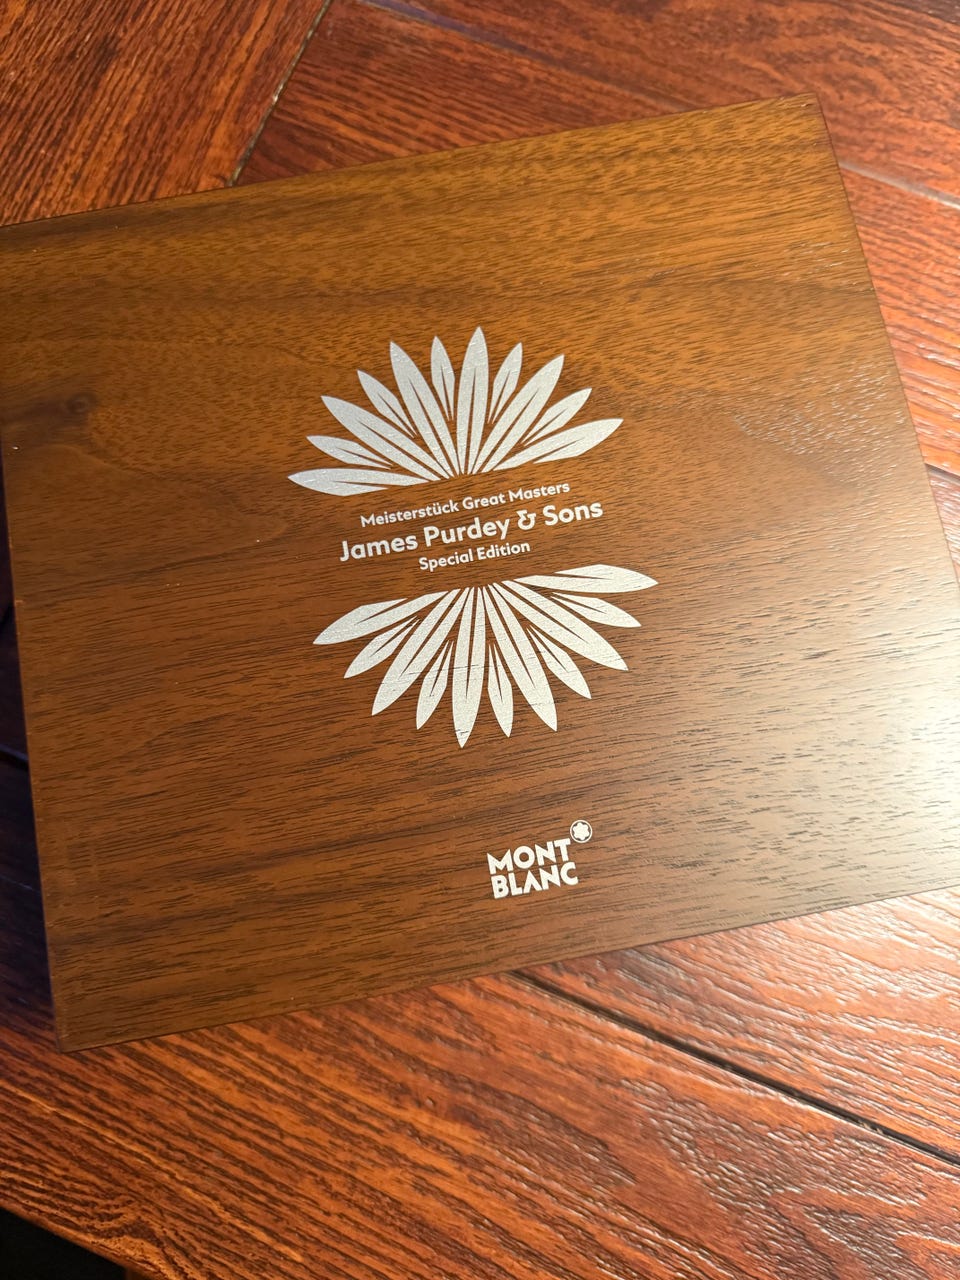 Meisterstück Great Masters
James Purdey & Sons
Special Edition
MONT
BLANC